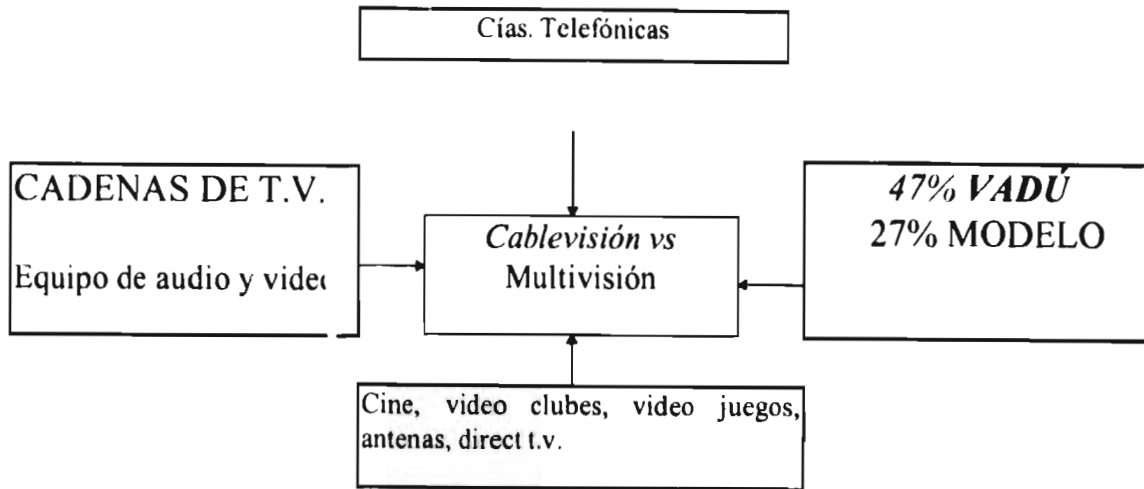 Cías. Telefónicas
CADENAS DE T.V.
Equipo de audio y video
Cablevisión vs
Multivisión
47% VADÚ
27% MODELO
Cine, video clubes, video juegos,
antenas, direct t.v.